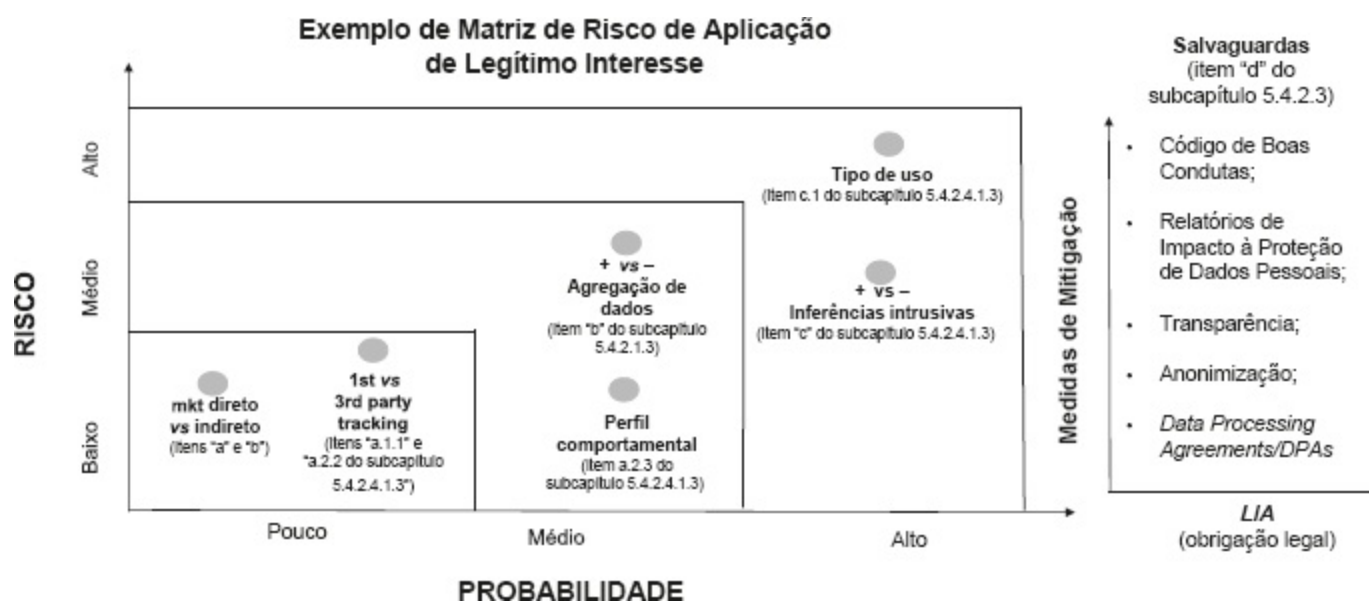 Exemplo de Matriz de Risco de Aplicação
de Legítimo Interesse
RISCO
Alto
Médio
Baixo
Tipo de uso
(Item c.1 do subcapítulo 5.4.2.4.1.3)
+ vs –
Agregação de
dados
(Item "b" do subcapítulo
5.4.2.1.3)
+ vs –
Inferências intrusivas
(Item "c" do subcapítulo 5.4.2.4.1.3)
mkt direto
vs indireto
(Itens "a" e "b")
1st vs
3rd party
tracking
(Itens "a.1.1" e
"a.2.2 do subcapítulo
5.4.2.4.1.3")
Perfil
comportamental
(Item a.2.3 do
subcapítulo 5.4.2.4.1.3)
Pouco
Médio
Alto
PROBABILIDADE
Medidas de Mitigação
Salvaguardas
(item "d" do
subcapítulo 5.4.2.3)
• Código de Boas
Condutas;
• Relatórios de
Impacto à Proteção
de Dados Pessoais;
• Transparência;
• Anonimização;
• Data Processing
Agreements/DPAs
LIA
(obrigação legal)